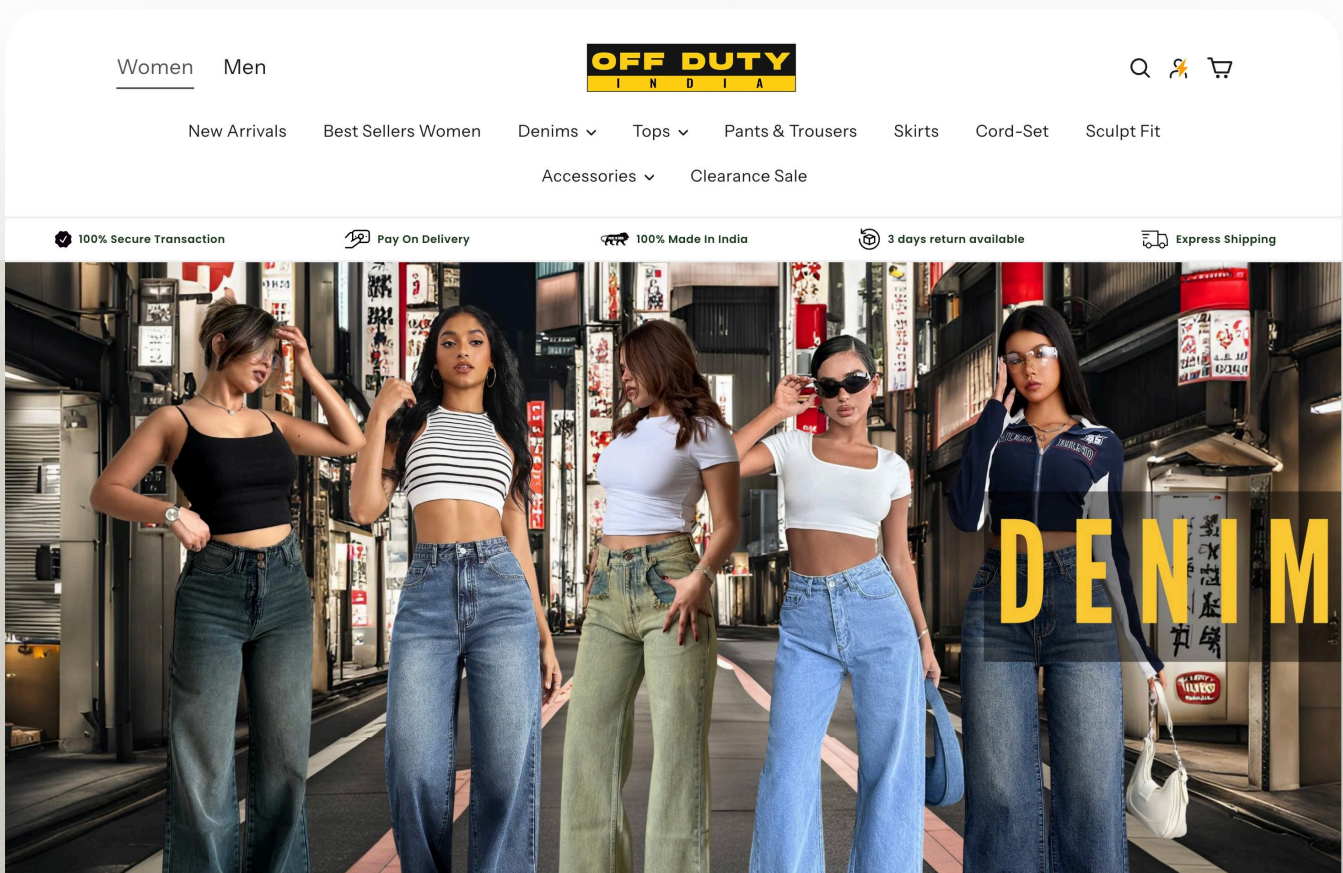 Women Men
OFF DUTY
INDIA
New Arrivals Best Sellers Women Denims Tops Pants & Trousers Skirts Cord-Set Sculpt Fit
Accessories Clearance Sale
100% Secure Transaction Pay On Delivery 100% Made In India 3 days return available Express Shipping
DENIM